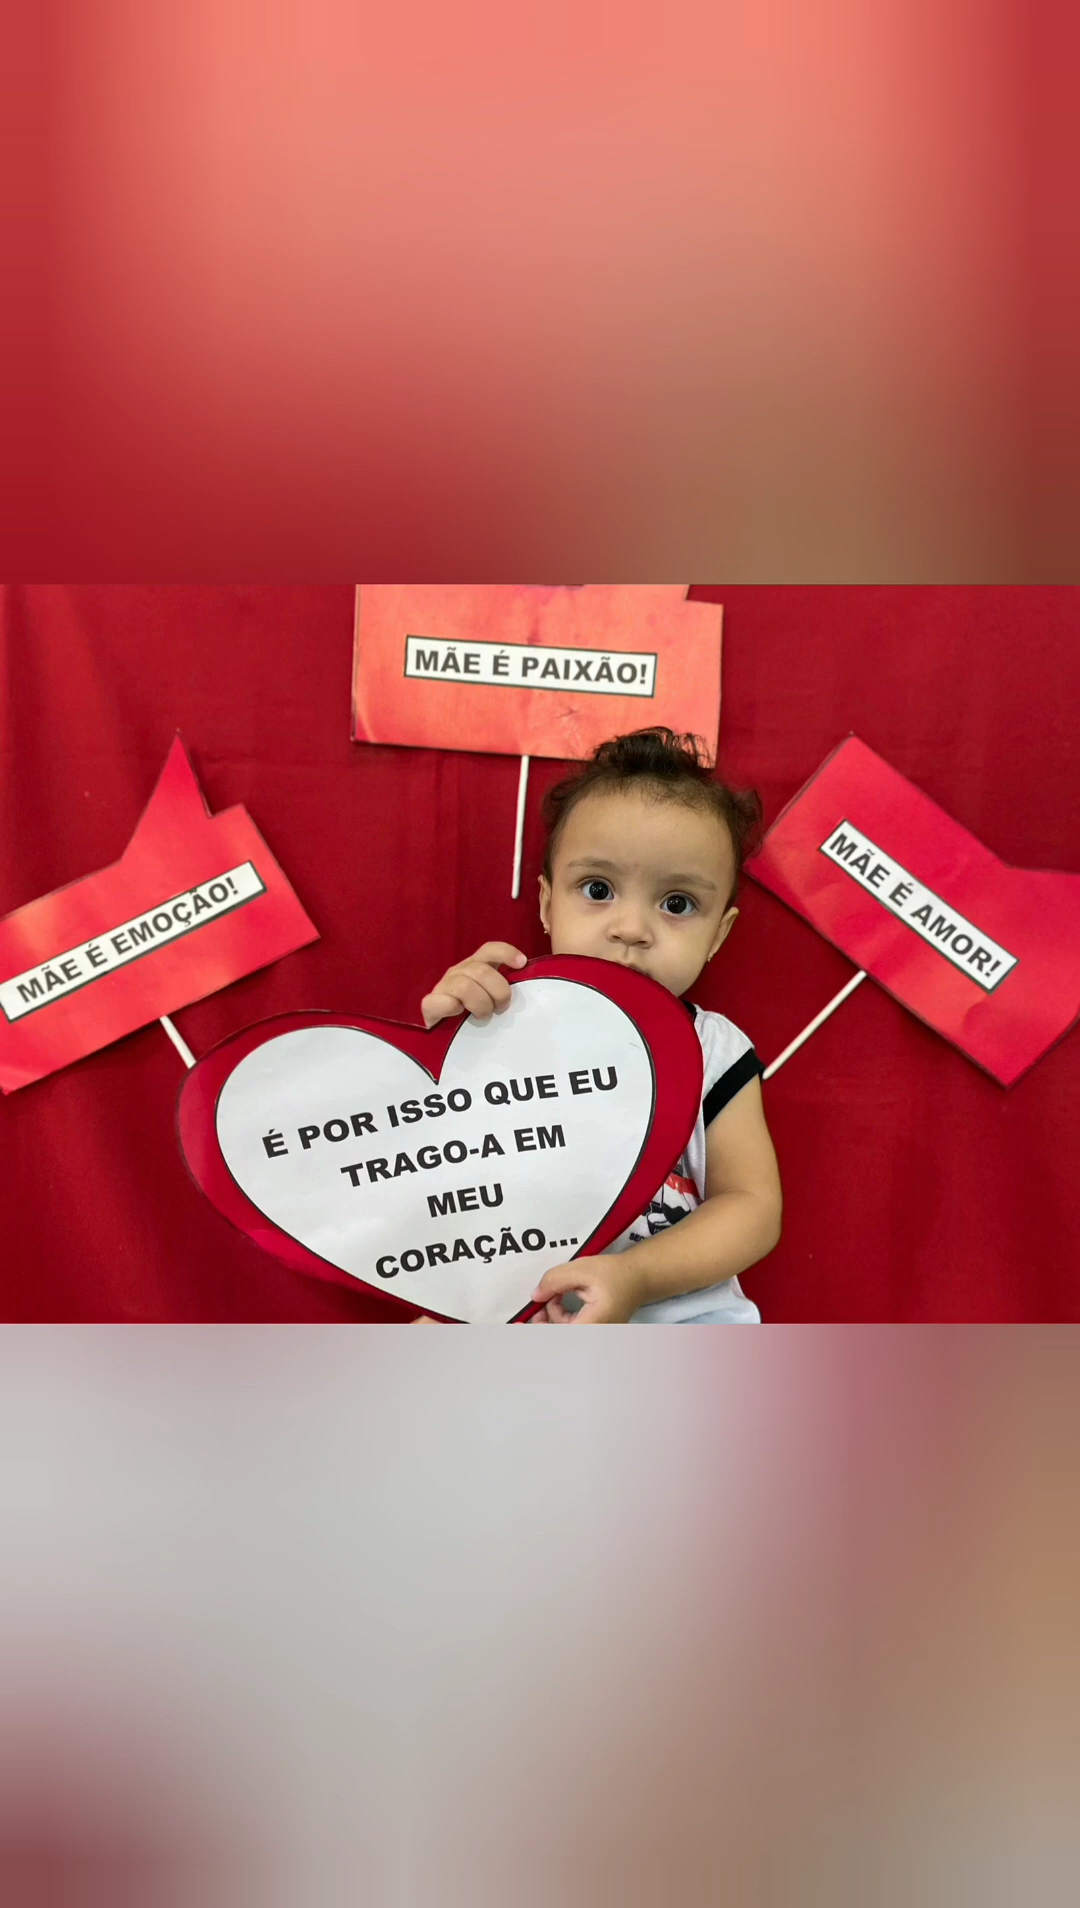 MÃE É PAIXÃO!
MÃE É EMOÇÃO!
MÃE É AMOR!
É POR ISSO QUE EU
TRAGO-A EM
MEU
CORAÇÃO...